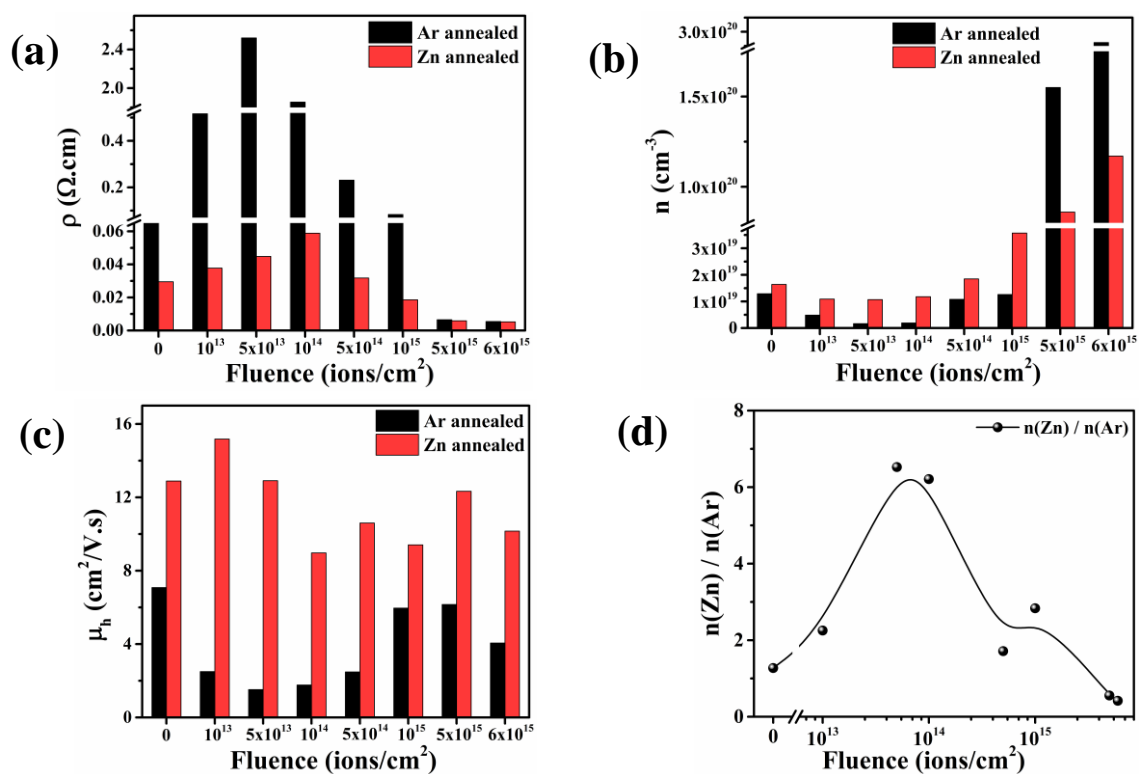 (a)
Ar annealed
Zn annealed
2.4
2.0
0.4
0.2
0.06
0.04
0.02
0.00
ρ (Ω.cm)
0 10¹³ 5x10¹³ 10¹⁴ 5x10¹⁴ 10¹⁵ 5x10¹⁵ 6x10¹⁵
Fluence (ions/cm²)
(b)
Ar annealed
Zn annealed
3.0x10²⁰
1.5x10²⁰
1.0x10²⁰
3x10¹⁹
2x10¹⁹
1x10¹⁹
0
n (cm⁻³)
0 10¹³ 5x10¹³ 10¹⁴ 5x10¹⁴ 10¹⁵ 5x10¹⁵ 6x10¹⁵
Fluence (ions/cm²)
(c)
Ar annealed
Zn annealed
16
12
8
4
0
μₕ (cm²/V.s)
0 10¹³ 5x10¹³ 10¹⁴ 5x10¹⁴ 10¹⁵ 5x10¹⁵ 6x10¹⁵
Fluence (ions/cm²)
(d)
n(Zn) / n(Ar)
8
6
4
2
0
n(Zn) / n(Ar)
0 10¹³ 10¹⁴ 10¹⁵
Fluence (ions/cm²)